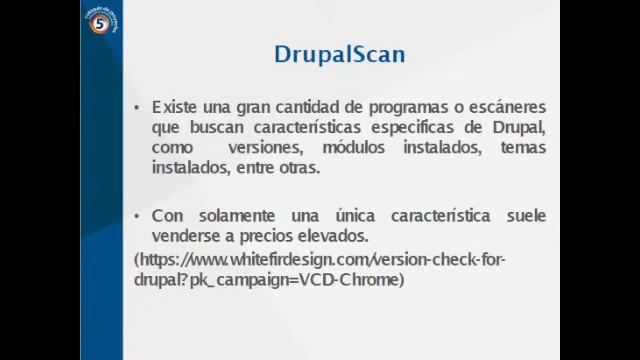 5
DrupalScan
• Existe una gran cantidad de programas o escáneres
que buscan características especificas de Drupal,
como versiones, módulos instalados, temas
instalados, entre otras.
• Con solamente una única característica suele
venderse a precios elevados.
(https://www.whitefirdesign.com/version-check-for-
drupal?pk_campaign=VCD-Chrome)